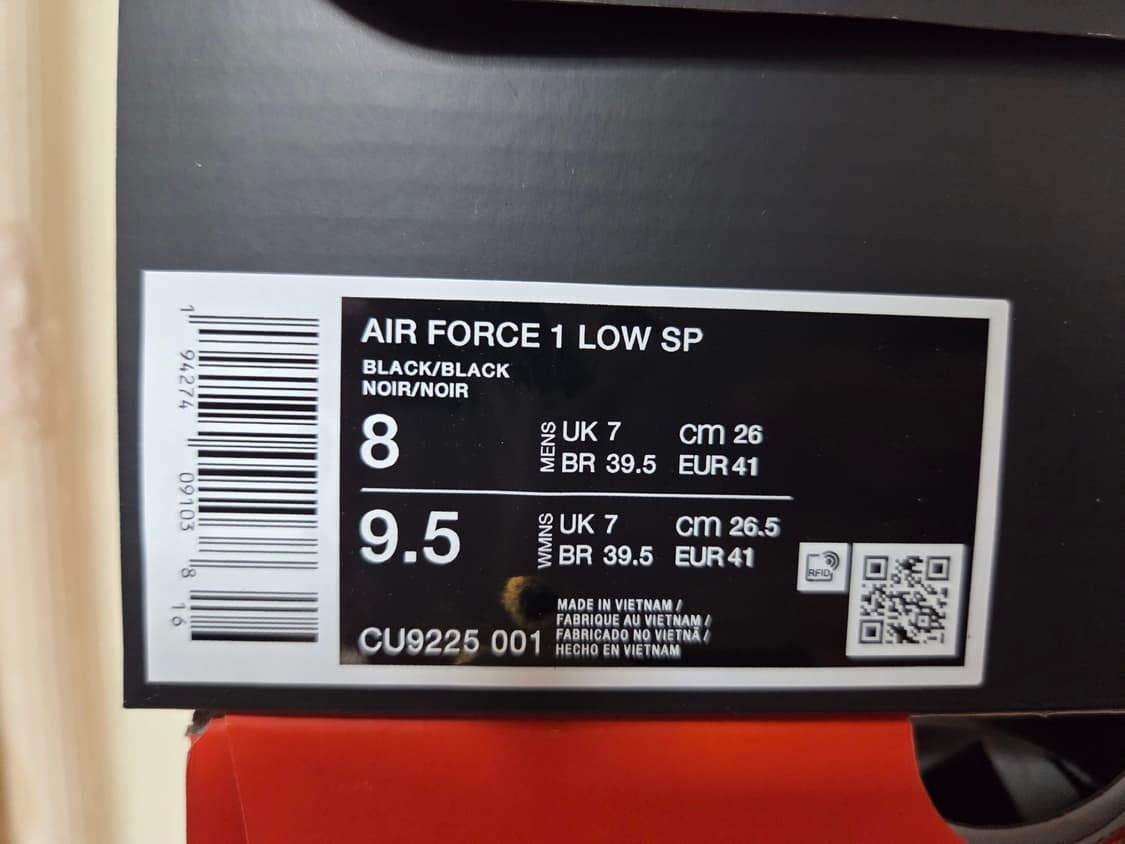 AIR FORCE 1 LOW SP
BLACK/BLACK
NOIR/NOIR
8
MENS
UK 7 cm 26
BR 39.5 EUR 41
9.5
WMNS
UK 7 cm 26.5
BR 39.5 EUR 41
CU9225 001
MADE IN VIETNAM /
FABRIQUE AU VIETNAM /
FABRICADO NO VIETNÃ /
HECHO EN VIETNAM
RFID
1 94274 09103 8 16